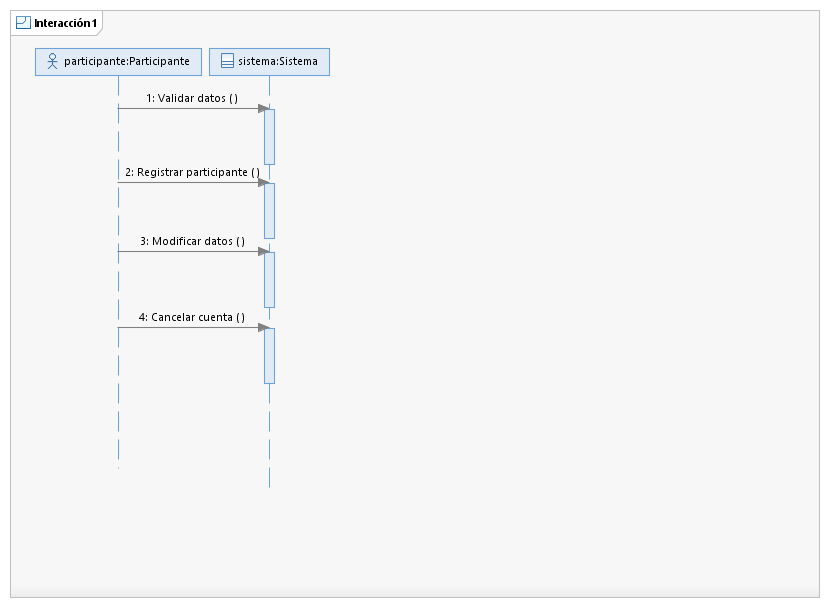 Interacción1
participante:Participante
sistema:Sistema
1: Validar datos ( )
2: Registrar participante ( )
3: Modificar datos ( )
4: Cancelar cuenta ( )